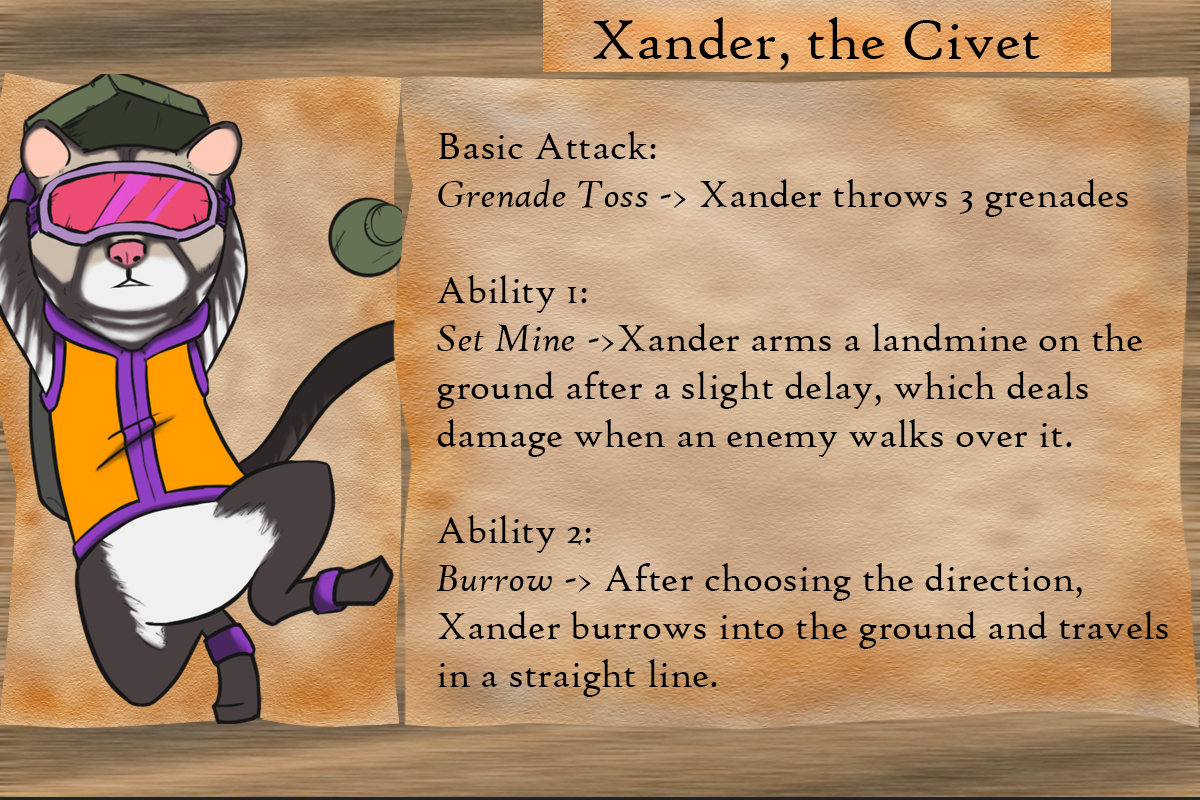 Xander, the Civet
Basic Attack:
Grenade Toss -> Xander throws 3 grenades
Ability 1:
Set Mine ->Xander arms a landmine on the
ground after a slight delay, which deals
damage when an enemy walks over it.
Ability 2:
Burrow -> After choosing the direction,
Xander burrows into the ground and travels
in a straight line.